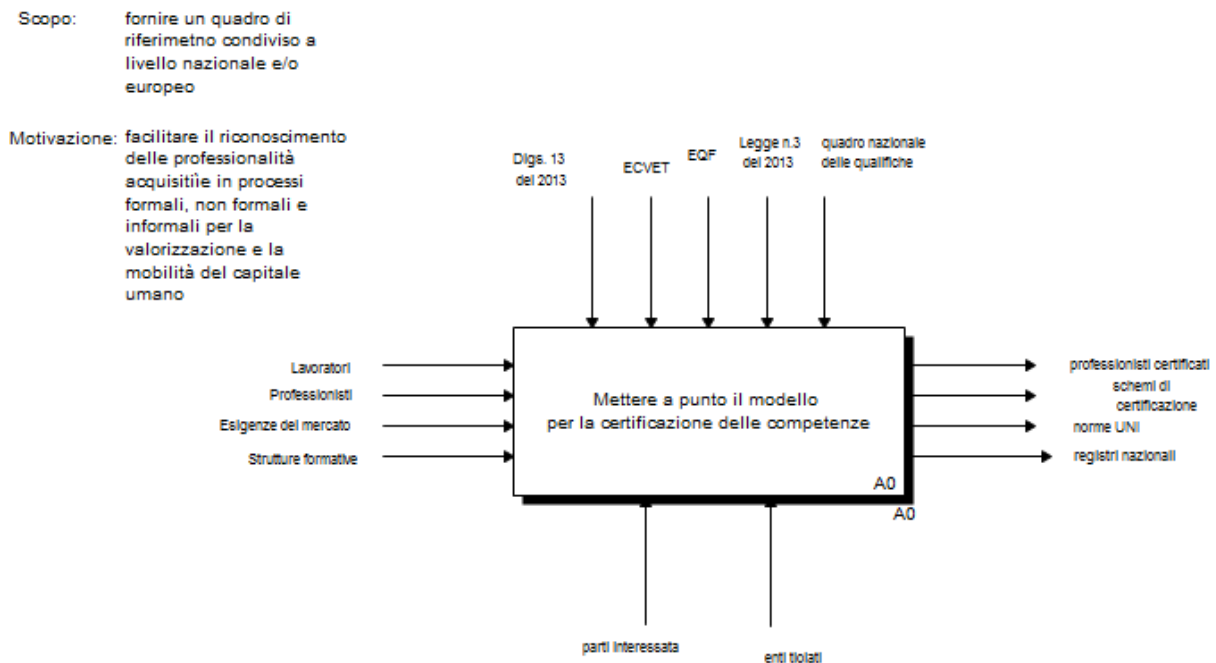 Scopo: fornire un quadro di
riferimetno condiviso a
livello nazionale e/o
europeo
Motivazione: facilitare il riconoscimento
delle professionalità
acquisitiìe in processi
formali, non formali e
informali per la
valorizzazione e la
mobilità del capitale
umano
Dlgs. 13
del 2013
ECVET
EQF
Legge n.3
del 2013
quadro nazionale
delle qualifiche
Lavoratori
Professionisti
Esigenze del mercato
Strutture formative
Mettere a punto il modello
per la certificazione delle competenze
A0
A0
professionisti certificati
schemi di
certificazione
norme UNI
registri nazionali
parti interessata
enti tiolati